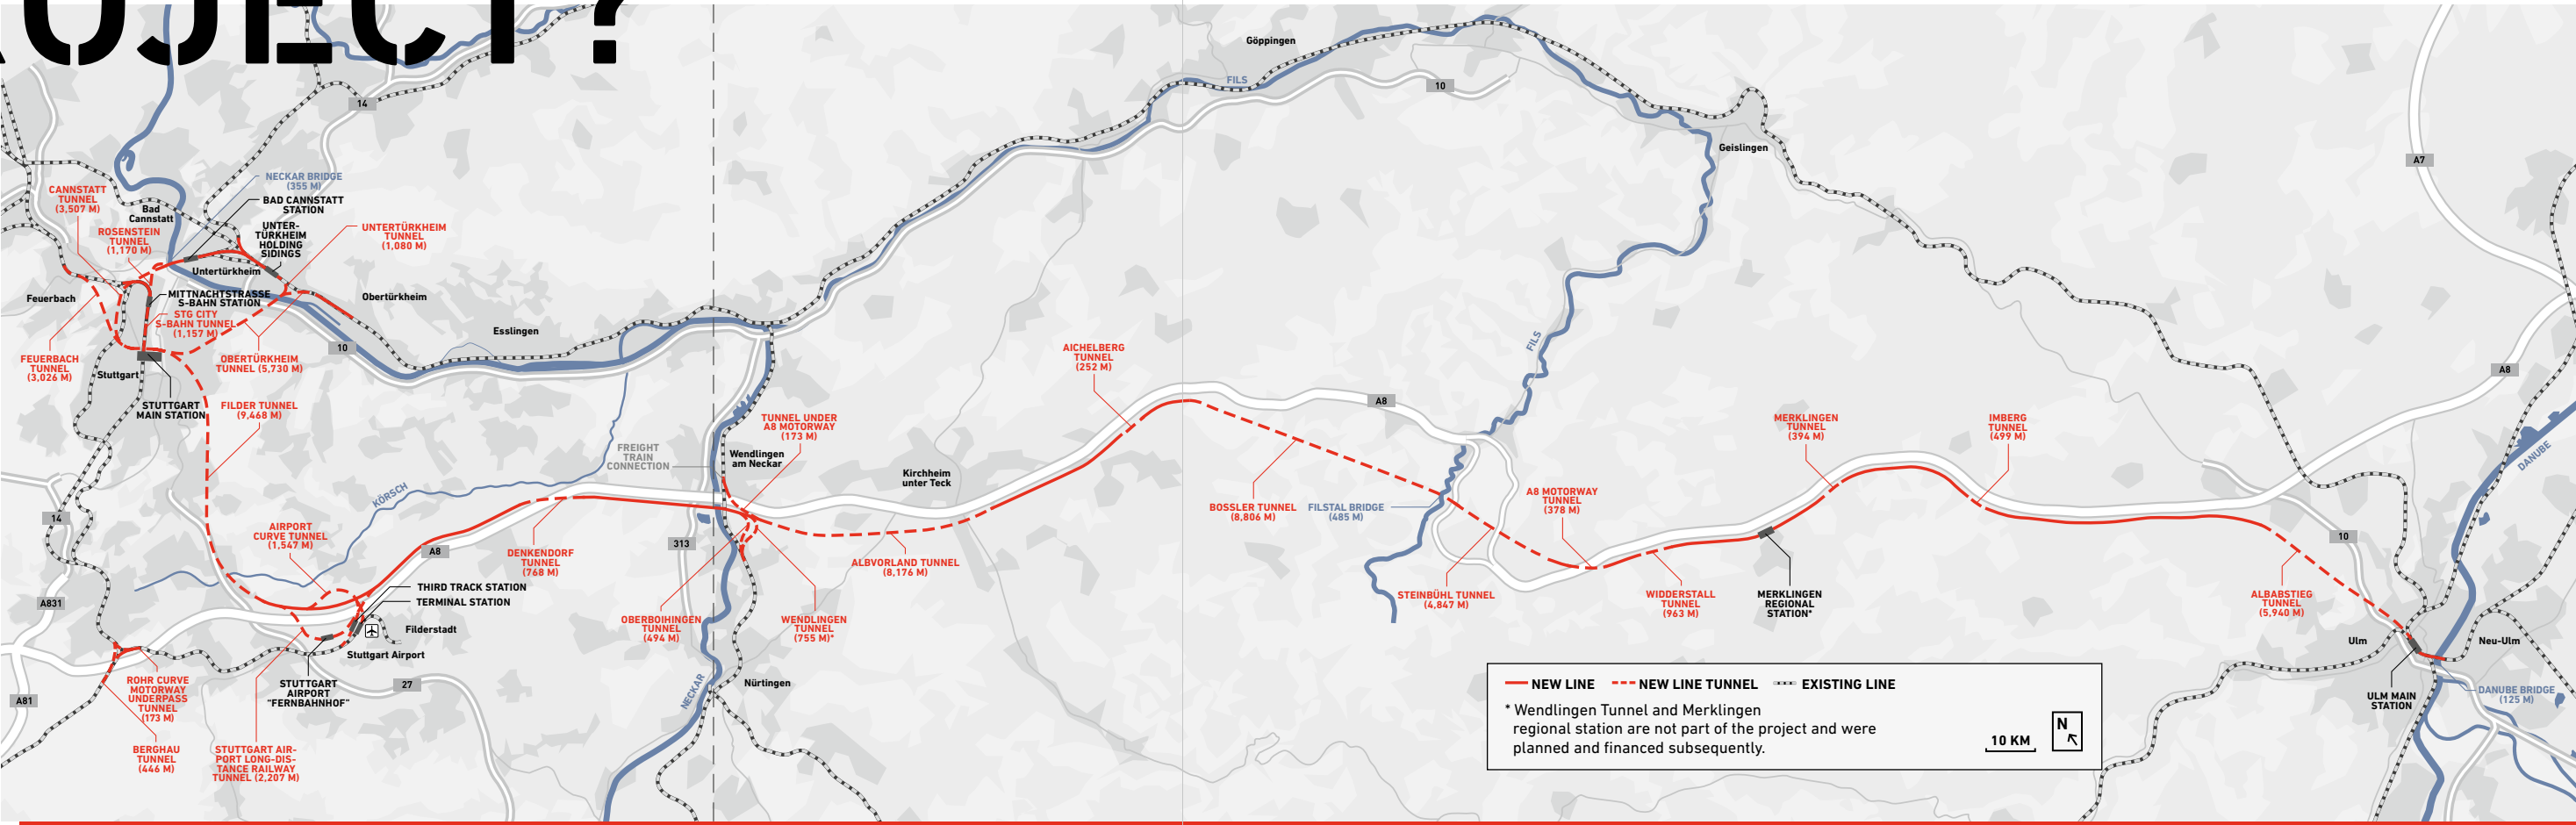 OJECT?
Göppingen
FILS
10
14
Geislingen
A7
NECKAR BRIDGE
(355 M)
CANNSTATT
TUNNEL
(3,507 M)
BAD CANNSTATT
STATION
Bad
Cannstatt
ROSENSTEIN
TUNNEL
(1,170 M)
UNTER-
TÜRKHEIM
HOLDING
SIDINGS
UNTERTÜRKHEIM
TUNNEL
(1,080 M)
Untertürkheim
Feuerbach
MITTNACHTSTRASSE
S-BAHN STATION
Obertürkheim
STG CITY
S-BAHN TUNNEL
(1,157 M)
Esslingen
10
FEUERBACH
TUNNEL
(3,026 M)
OBERTÜRKHEIM
TUNNEL (5,730 M)
Stuttgart
STUTTGART
MAIN STATION
FILDER TUNNEL
(9,468 M)
AICHELBERG
TUNNEL
(252 M)
FILS
A8
A8
TUNNEL UNDER
A8 MOTORWAY
(173 M)
MERKLINGEN
TUNNEL
(394 M)
IMBERG
TUNNEL
(499 M)
FREIGHT
TRAIN
CONNECTION
Wendlingen
am Neckar
Kirchheim
unter Teck
DANUBE
KÖRSCH
BOSSLER TUNNEL
(8,806 M)
FILSTAL BRIDGE
(485 M)
A8 MOTORWAY
TUNNEL
(378 M)
14
AIRPORT
CURVE TUNNEL
(1,547 M)
A8
DENKENDORF
TUNNEL
(768 M)
313
ALBVORLAND TUNNEL
(8,176 M)
10
THIRD TRACK STATION
TERMINAL STATION
A831
STEINBÜHL TUNNEL
(4,847 M)
WIDDERSTALL
TUNNEL
(963 M)
MERKLINGEN
REGIONAL
STATION*
ALBABSTIEG
TUNNEL
(5,940 M)
OBERBOIHINGEN
TUNNEL
(494 M)
WENDLINGEN
TUNNEL
(755 M)*
Filderstadt
Stuttgart Airport
Ulm
Neu-Ulm
ROHR CURVE
MOTORWAY
UNDERPASS
TUNNEL
(173 M)
STUTTGART
AIRPORT
"FERNBAHNHOF"
27
NECKAR
Nürtingen
A81
ULM MAIN
STATION
DANUBE BRIDGE
(125 M)
BERGHAU
TUNNEL
(446 M)
STUTTGART AIR-
PORT LONG-DIS-
TANCE RAILWAY
TUNNEL (2,207 M)
NEW LINE NEW LINE TUNNEL EXISTING LINE
* Wendlingen Tunnel and Merklingen
regional station are not part of the project and were
planned and financed subsequently.
10 KM
N